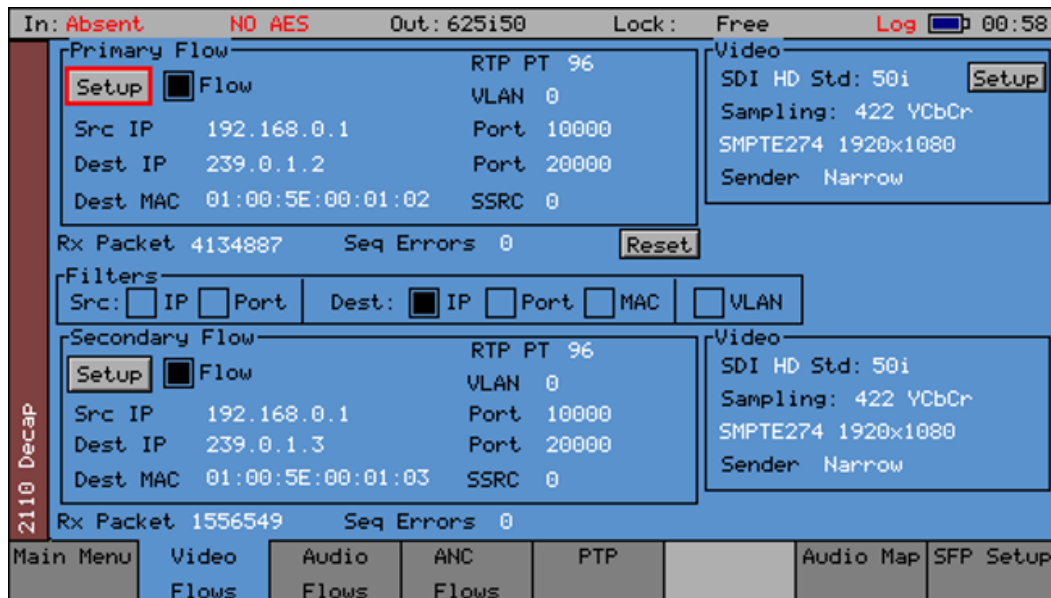 In: Absent NO AES Out: 625i50 Lock: Free Log 00:58
Primary Flow
Setup Flow RTP PT 96
VLAN 0
Src IP 192.168.0.1 Port 10000
Dest IP 239.0.1.2 Port 20000
Dest MAC 01:00:5E:00:01:02 SSRC 0
Video
SDI HD Std: 50i Setup
Sampling: 422 YCbCr
SMPTE274 1920x1080
Sender Narrow
Rx Packet 4134887 Seq Errors 0 Reset
Filters
Src: IP Port Dest: IP Port MAC VLAN
Secondary Flow
Setup Flow RTP PT 96
VLAN 0
Src IP 192.168.0.1 Port 10000
Dest IP 239.0.1.3 Port 20000
Dest MAC 01:00:5E:00:01:03 SSRC 0
Video
SDI HD Std: 50i
Sampling: 422 YCbCr
SMPTE274 1920x1080
Sender Narrow
Rx Packet 1556549 Seq Errors 0
2110 Decap
Main Menu Video Flows Audio Flows ANC Flows PTP Audio Map SFP Setup